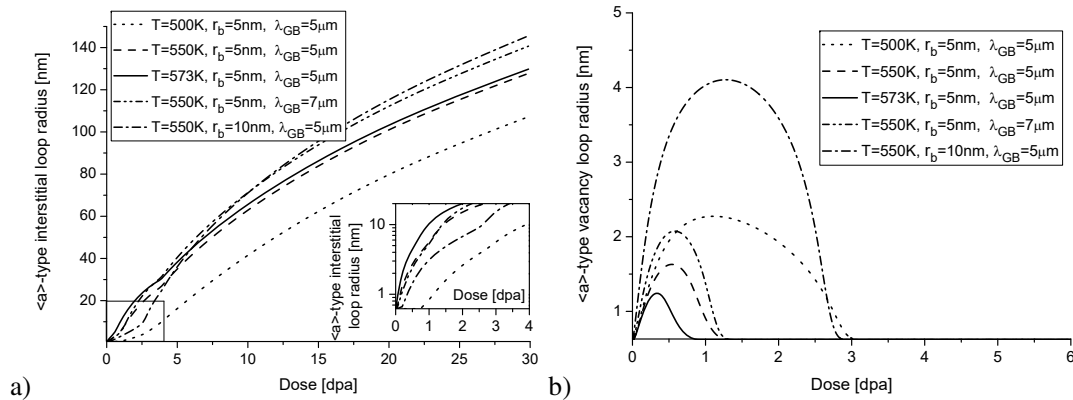 T=500K, r_b=5nm, λ_GB=5μm
T=550K, r_b=5nm, λ_GB=5μm
T=573K, r_b=5nm, λ_GB=5μm
T=550K, r_b=5nm, λ_GB=7μm
T=550K, r_b=10nm, λ_GB=5μm
<a>-type interstitial loop radius [nm]
140
120
100
80
60
40
20
0
5
10
15
20
25
30
Dose [dpa]
<a>-type interstitial
loop radius [nm]
10
1
Dose [dpa]
0
1
2
3
4
a)
T=500K, r_b=5nm, λ_GB=5μm
T=550K, r_b=5nm, λ_GB=5μm
T=573K, r_b=5nm, λ_GB=5μm
T=550K, r_b=5nm, λ_GB=7μm
T=550K, r_b=10nm, λ_GB=5μm
<a>-type vacancy loop radius [nm]
5
4
3
2
1
0
1
2
3
4
5
6
Dose [dpa]
b)